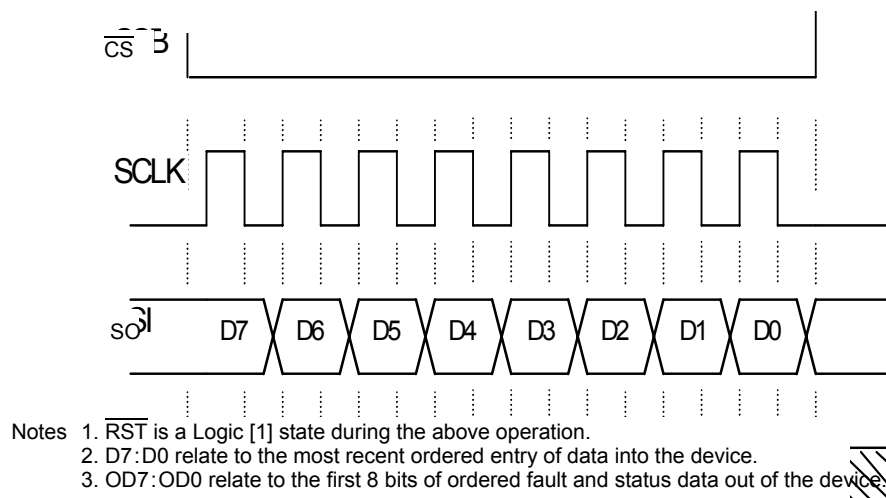 CS
SCLK
D7 D6 D5 D4 D3 D2 D1 D0
Notes 1. RST is a Logic [1] state during the above operation.
2. D7:D0 relate to the most recent ordered entry of data into the device.
3. OD7:OD0 relate to the first 8 bits of ordered fault and status data out of the device.